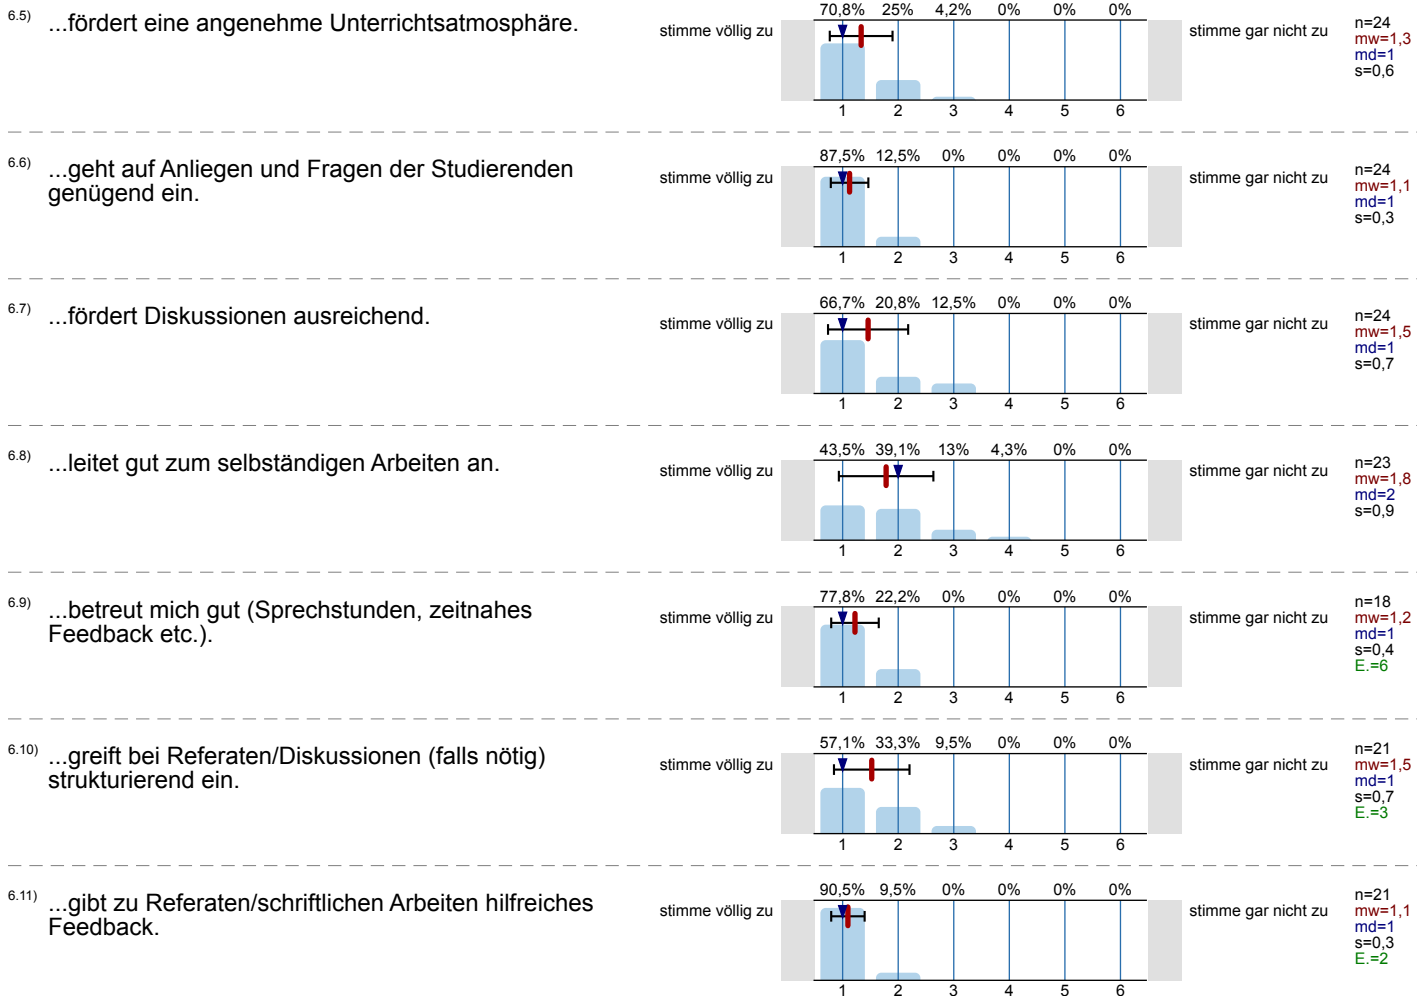 70,8% 25% 4,2% 0% 0% 0%
6.5) ...fördert eine angenehme Unterrichtsatmosphäre.
stimme völlig zu
stimme gar nicht zu
n=24
mw=1,3
md=1
s=0,6
1 2 3 4 5 6
87,5% 12,5% 0% 0% 0% 0%
6.6) ...geht auf Anliegen und Fragen der Studierenden
genügend ein.
stimme völlig zu
stimme gar nicht zu
n=24
mw=1,1
md=1
s=0,3
1 2 3 4 5 6
66,7% 20,8% 12,5% 0% 0% 0%
6.7) ...fördert Diskussionen ausreichend.
stimme völlig zu
stimme gar nicht zu
n=24
mw=1,5
md=1
s=0,7
1 2 3 4 5 6
43,5% 39,1% 13% 4,3% 0% 0%
6.8) ...leitet gut zum selbständigen Arbeiten an.
stimme völlig zu
stimme gar nicht zu
n=23
mw=1,8
md=2
s=0,9
1 2 3 4 5 6
77,8% 22,2% 0% 0% 0% 0%
6.9) ...betreut mich gut (Sprechstunden, zeitnahes
Feedback etc.).
stimme völlig zu
stimme gar nicht zu
n=18
mw=1,2
md=1
s=0,4
E.=6
1 2 3 4 5 6
57,1% 33,3% 9,5% 0% 0% 0%
6.10) ...greift bei Referaten/Diskussionen (falls nötig)
strukturierend ein.
stimme völlig zu
stimme gar nicht zu
n=21
mw=1,5
md=1
s=0,7
E.=3
1 2 3 4 5 6
90,5% 9,5% 0% 0% 0% 0%
6.11) ...gibt zu Referaten/schriftlichen Arbeiten hilfreiches
Feedback.
stimme völlig zu
stimme gar nicht zu
n=21
mw=1,1
md=1
s=0,3
E.=2
1 2 3 4 5 6